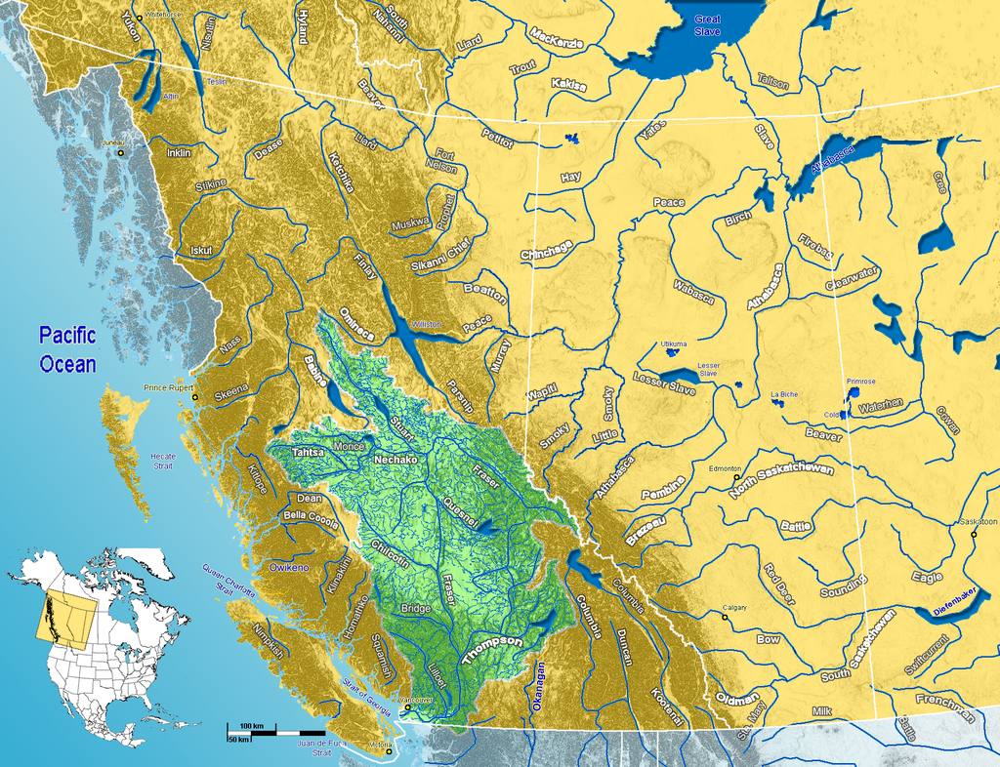 Yukon
Whitehorse
Nisutlin
Hyland
South
Nahanni
Liard
MacKenzie
Great
Slave
Trout
Kakisa
Tallson
Teslin
Atlin
Beaver
Juneau
Inklin
Dease
Liard
Petitot
Yates
Slave
Athabasca
Ketchika
Fort
Nelson
Stikine
Hay
Cree
Peace
Muskwa
Prophet
Birch
Iskut
Finlay
Sikanni Chief
Chinchaga
Firebag
Clearwater
Beatton
Wabasca
Athabasca
Omineca
Williston
Peace
Pacific
Ocean
Nass
Murray
Utikuma
Lesser
Slave
Babine
Parsnip
Lesser Slave
Primrose
Prince Rupert
Skeena
Wapiti
Smoky
La Biche
Waterhen
Cold
Cowan
Stuart
Smoky
Little
Beaver
Morice
Tahtsa
Nechako
Hecate
Strait
Kitlope
Fraser
Athabasca
Pembina
Edmonton
North Saskatchewan
Dean
Bella Coola
Quesnel
Brazeau
Battle
Saskatoon
Chilcotin
Owikeno
Klinaklini
Queen Charlotte
Strait
Fraser
Red Deer
Sounding
Eagle
Columbia
Diefenbaker
Homathko
Bridge
Columbia
Calgary
Nimpkish
Squamish
Thompson
Duncan
Bow
South Saskatchewan
Swiftcurrent
Lillooet
Okanagan
Strait of Georgia
Vancouver
Kootenai
Oldman
St. May
Milk
Frenchman
Battle
100 km
50 km
Juan de Fuca
Strait
Victoria